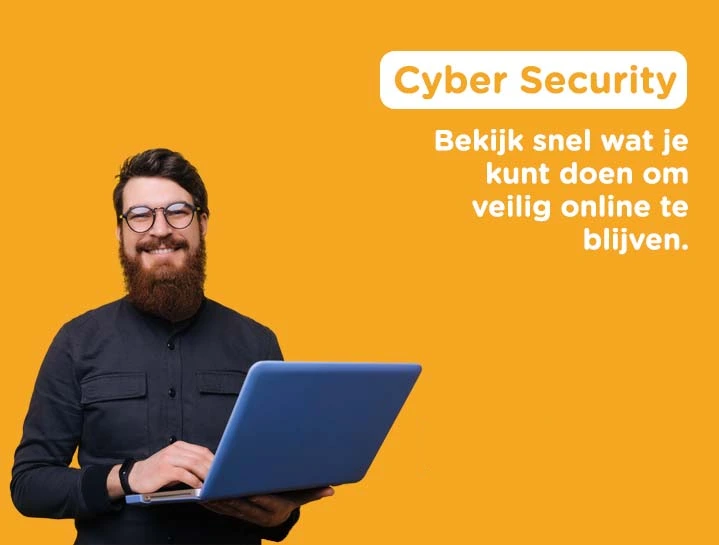 Cyber Security
Bekijk snel wat je
kunt doen om
veilig online te
blijven.